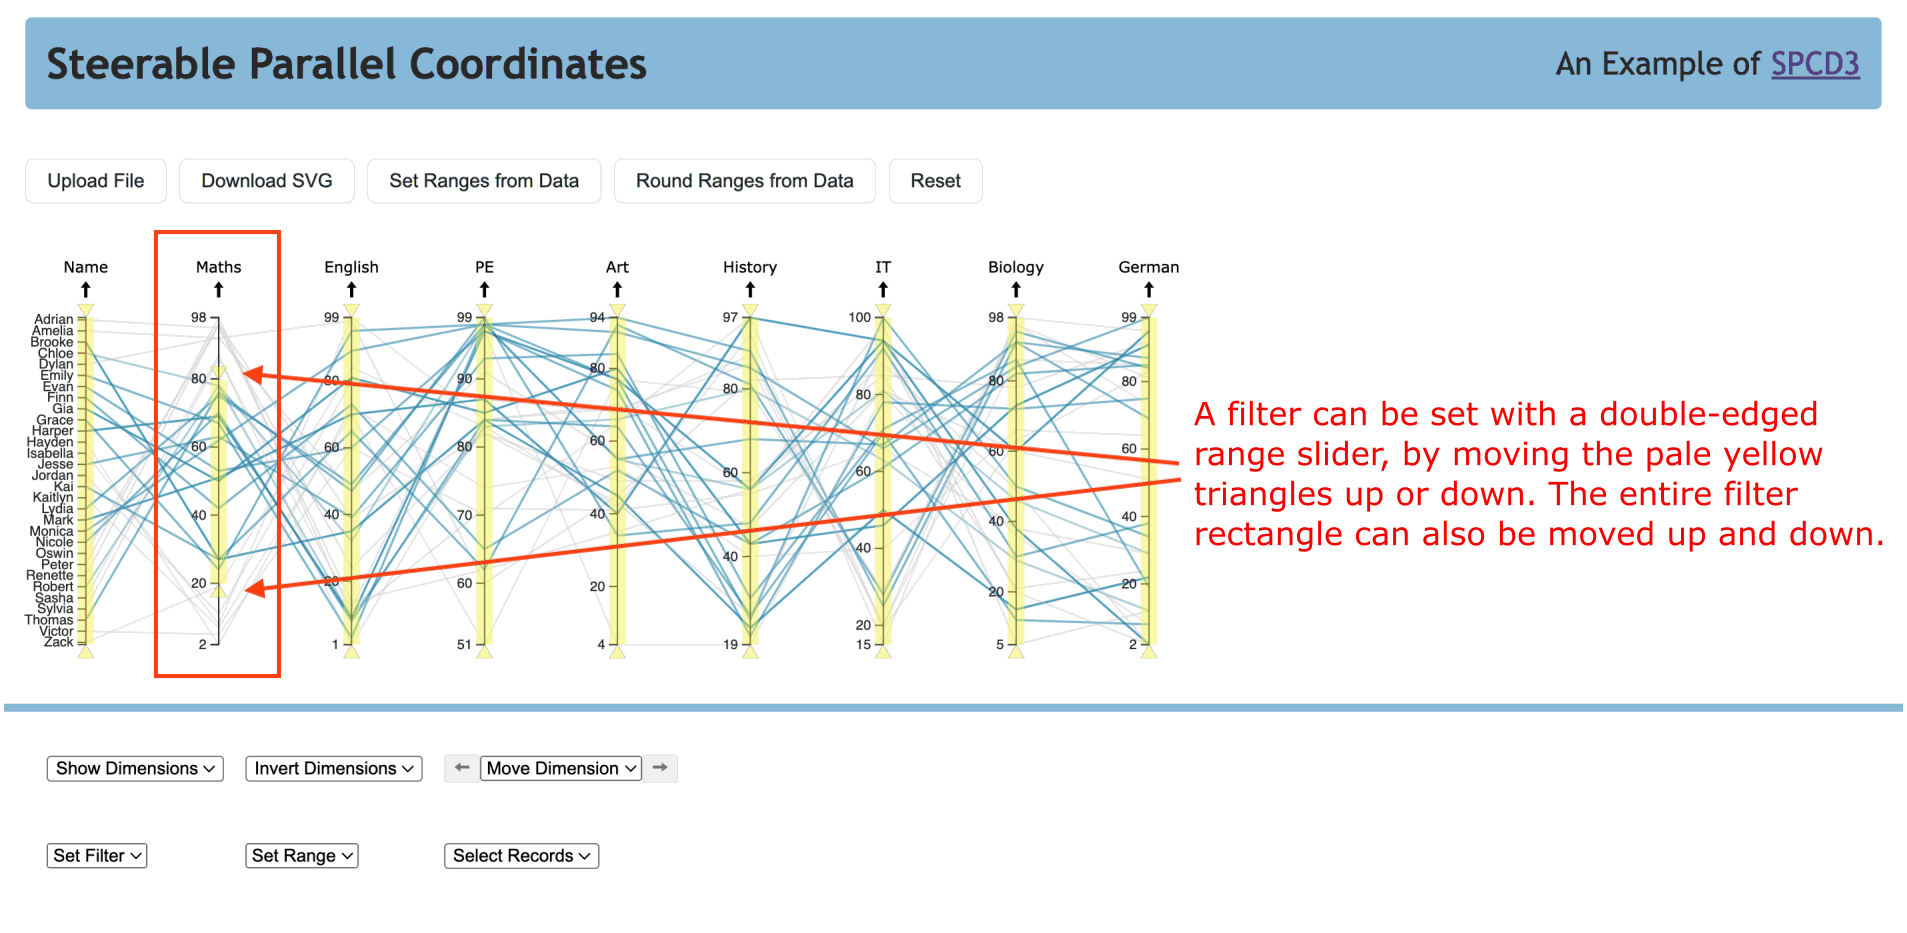 Steerable Parallel Coordinates
An Example of SPCD3
Upload File
Download SVG
Set Ranges from Data
Round Ranges from Data
Reset
Name
Maths
English
PE
Art
History
IT
Biology
German
Adrian
Amelia
Brooke
Chloe
Dylan
Emily
Evan
Finn
Gia
Grace
Harper
Hayden
Isabella
Jesse
Jordan
Kai
Kaitlyn
Lydia
Mark
Monica
Nicole
Oswin
Peter
Renette
Robert
Sasha
Sylvia
Thomas
Victor
Zack
98
80
60
40
20
2
99
80
60
40
20
1
99
90
80
70
60
51
94
80
60
40
20
4
97
80
60
40
19
100
80
60
40
20
15
98
80
60
40
20
5
99
80
60
40
20
2
A filter can be set with a double-edged
range slider, by moving the pale yellow
triangles up or down. The entire filter
rectangle can also be moved up and down.
Show Dimensions
Invert Dimensions
Move Dimension
Set Filter
Set Range
Select Records